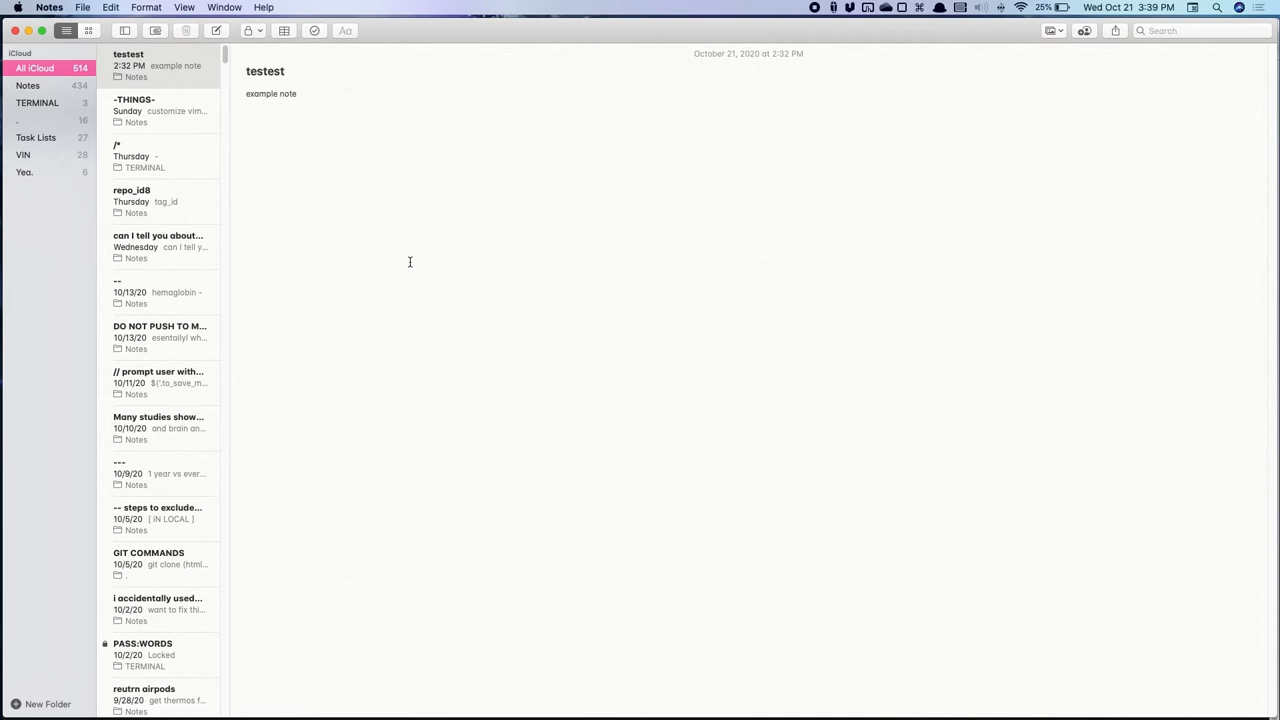 Notes File Edit Format View Window Help
25% Wed Oct 21 3:39 PM
Aa
Search
iCloud
All iCloud 514
Notes 434
TERMINAL 3
. 16
Task Lists 27
VIN 28
Yea. 6
New Folder
testest
2:32 PM example note
Notes
-THINGS-
Sunday customize vim...
Notes
/*
Thursday -
TERMINAL
repo_id8
Thursday tag_id
Notes
can I tell you about...
Wednesday can I tell y...
Notes
--
10/13/20 hemaglobin -
Notes
DO NOT PUSH TO M...
10/13/20 esentailyl wh...
Notes
// prompt user with...
10/11/20 $('.to_save_m...
Notes
Many studies show...
10/10/20 and brain an...
Notes
---
10/9/20 1 year vs ever...
Notes
-- steps to exclude...
10/5/20 [ IN LOCAL ]
Notes
GIT COMMANDS
10/5/20 git clone (html...
.
i accidentally used...
10/2/20 want to fix thi...
Notes
PASS:WORDS
10/2/20 Locked
TERMINAL
reutrn airpods
9/28/20 get thermos f...
Notes
October 21, 2020 at 2:32 PM
testest
example note